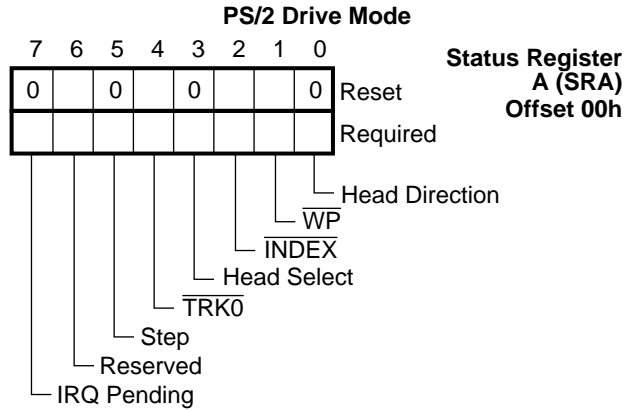 PS/2 Drive Mode
7 6 5 4 3 2 1 0
Status Register
A (SRA)
Offset 00h
0 0 0 0 Reset
Required
Head Direction
WP
INDEX
Head Select
TRK0
Step
Reserved
IRQ Pending